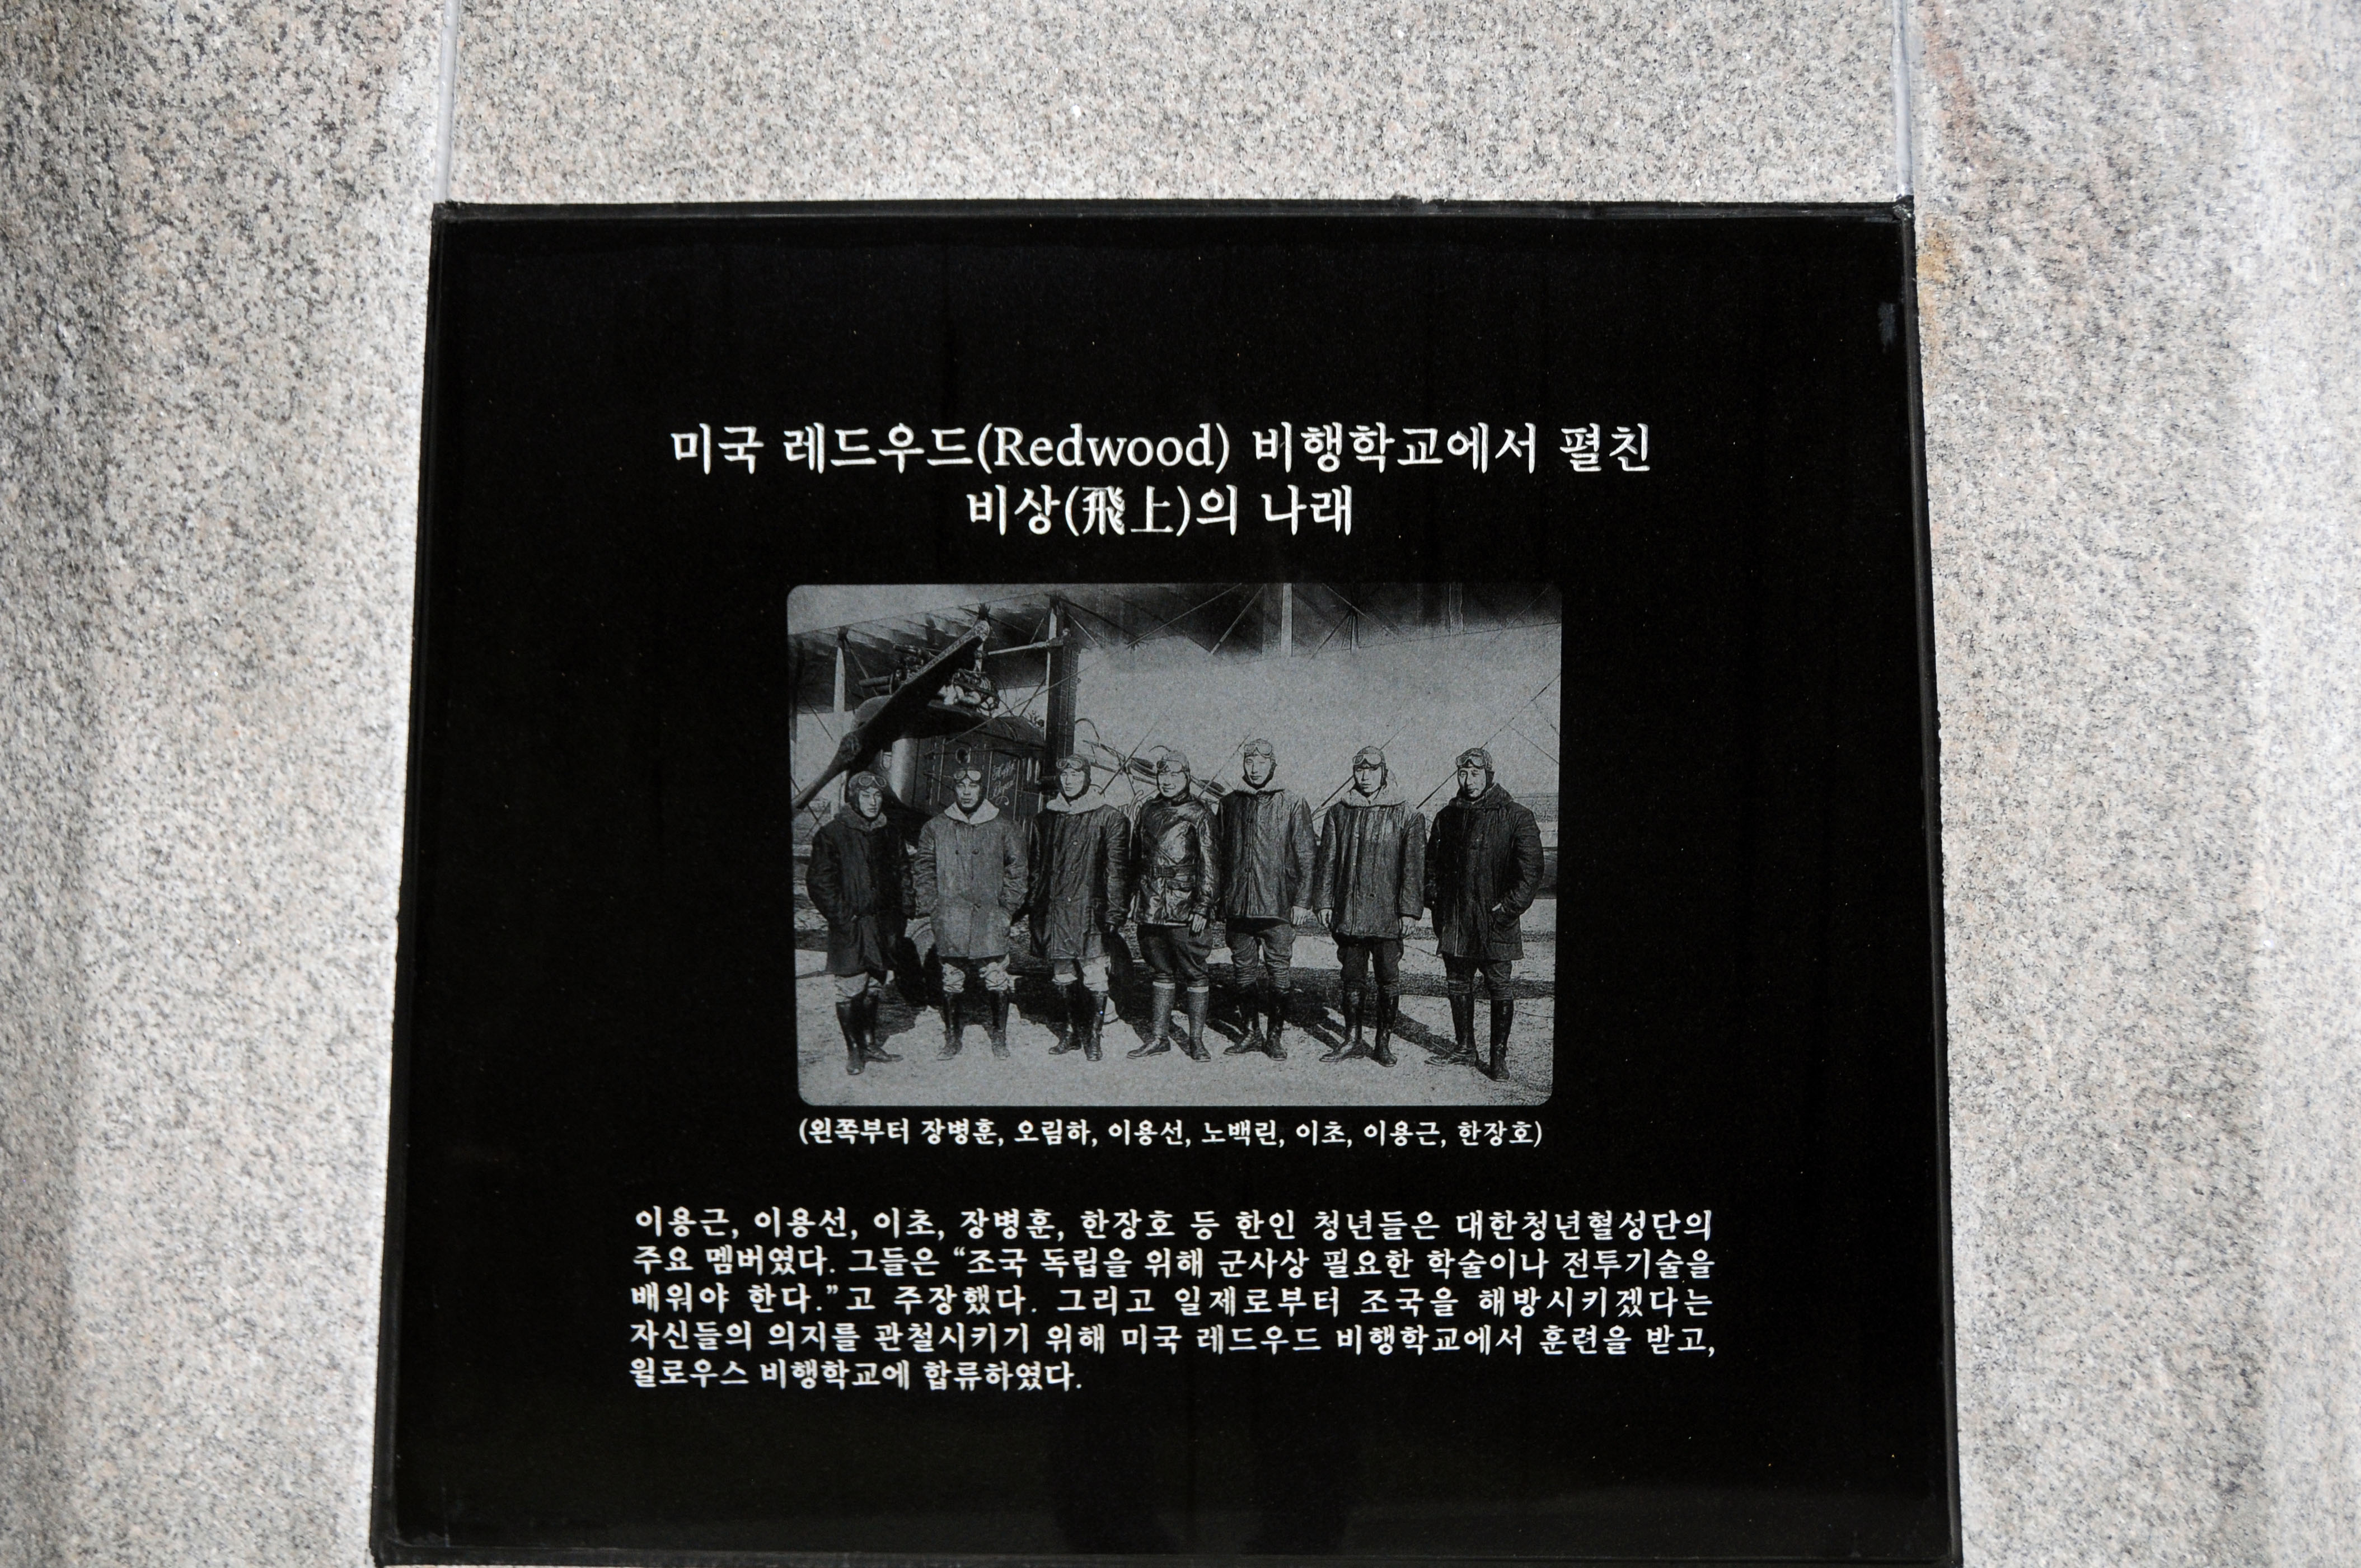 미국 레드우드(Redwood) 비행학교에서 펼친
비상(飛上)의 나래
(왼쪽부터 장병훈, 오림하, 이용선, 노백린, 이초, 이용근, 한장호)
이용근, 이용선, 이초, 장병훈, 한장호 등 한인 청년들은 대한청년혈성단의
주요 멤버였다. 그들은 “조국 독립을 위해 군사상 필요한 학술이나 전투기술을
배워야 한다.”고 주장했다. 그리고 일제로부터 조국을 해방시키겠다는
자신들의 의지를 관철시키기 위해 미국 레드우드 비행학교에서 훈련을 받고,
윌로우스 비행학교에 합류하였다.